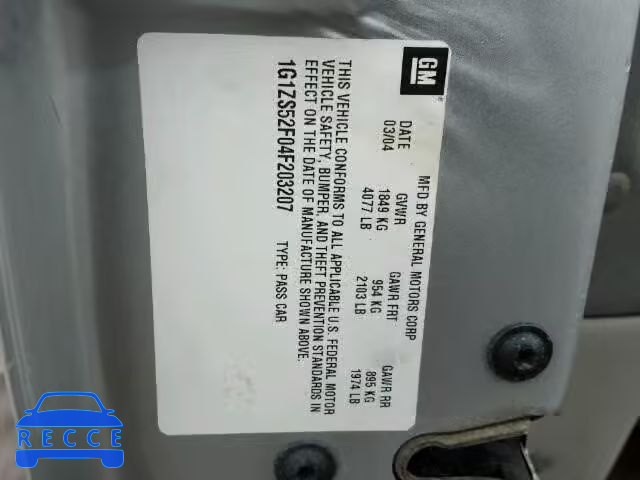 GM
®
MFD BY GENERAL MOTORS CORP
DATE GVWR GAWR FRT GAWR RR
03/04 1849 KG 954 KG 895 KG
4077 LB 2103 LB 1974 LB
THIS VEHICLE CONFORMS TO ALL APPLICABLE U.S. FEDERAL MOTOR
VEHICLE SAFETY, BUMPER, AND THEFT PREVENTION STANDARDS IN
EFFECT ON THE DATE OF MANUFACTURE SHOWN ABOVE.
1G1ZS52F04F203207 TYPE: PASS CAR
RECCE